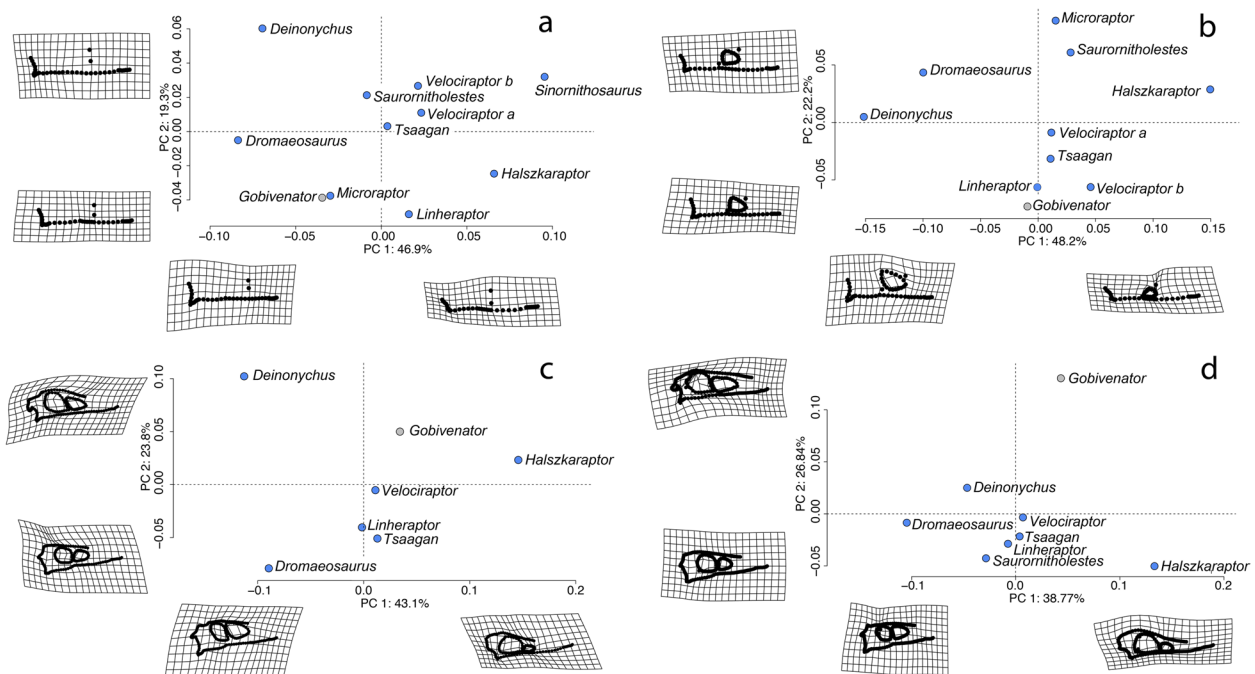 a
0.06
0.04
0.02
0.00
−0.02
−0.04
PC 2: 19.3%
Deinonychus
Velociraptor b
Saurornitholestes
Sinornithosaurus
Velociraptor a
Tsaagan
Dromaeosaurus
Halszkaraptor
Gobivenator
Microraptor
Linheraptor
−0.10
−0.05
0.00
0.05
0.10
PC 1: 46.9%
b
0.05
0.00
−0.05
PC 2: 22.2%
Microraptor
Saurornitholestes
Dromaeosaurus
Halszkaraptor
Deinonychus
Velociraptor a
Tsaagan
Linheraptor
Velociraptor b
Gobivenator
−0.15
−0.10
−0.05
0.00
0.05
0.10
0.15
PC 1: 48.2%
c
0.10
0.05
0.00
−0.05
PC 2: 23.8%
Deinonychus
Gobivenator
Halszkaraptor
Velociraptor
Linheraptor
Tsaagan
Dromaeosaurus
−0.1
0.0
0.1
0.2
PC 1: 43.1%
d
0.10
0.05
0.00
−0.05
PC 2: 26.84%
Gobivenator
Deinonychus
Dromaeosaurus
Velociraptor
Tsaagan
Linheraptor
Saurornitholestes
Halszkaraptor
−0.1
0.0
0.1
0.2
PC 1: 38.77%